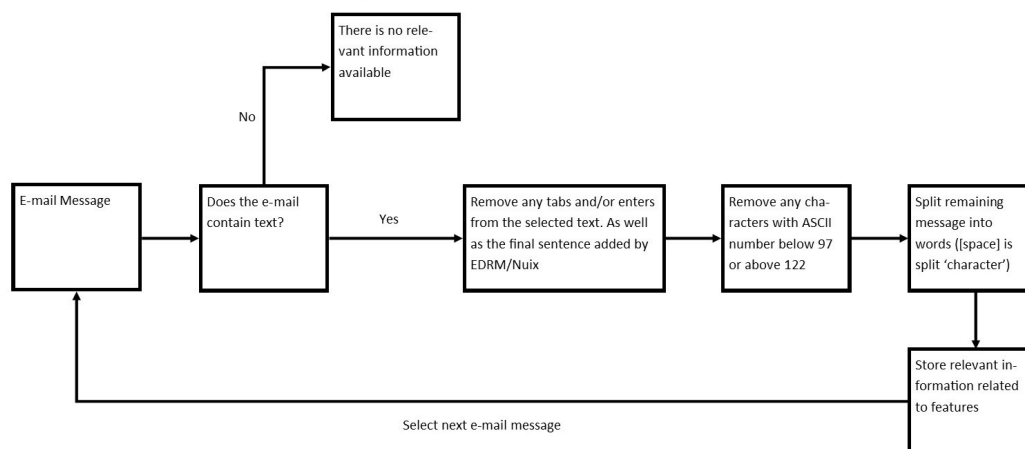 There is no rele-
vant information
available
No
E-mail Message
Does the e-mail
contain text?
Yes
Remove any tabs and/or enters
from the selected text. As well
as the final sentence added by
EDRM/Nuix
Remove any cha-
racters with ASCII
number below 97
or above 122
Split remaining
message into
words ([space] is
split ‘character’)
Store relevant in-
formation related
to features
Select next e-mail message